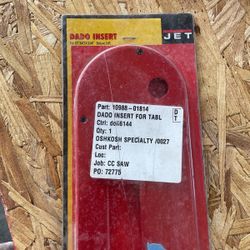 DADO INSERT
JET
Part: 10988-01814
DADO INSERT FOR TABL
Ctrl: do46144
Qty: 1
OSHKOSH SPECIALTY /0027
Cust Part:
Loc:
Job: CC SAW
PO: 72775
D
T